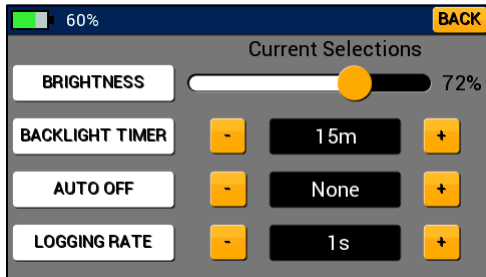 60% BACK
Current Selections
BRIGHTNESS 72%
BACKLIGHT TIMER - 15m +
AUTO OFF - None +
LOGGING RATE - 1s +